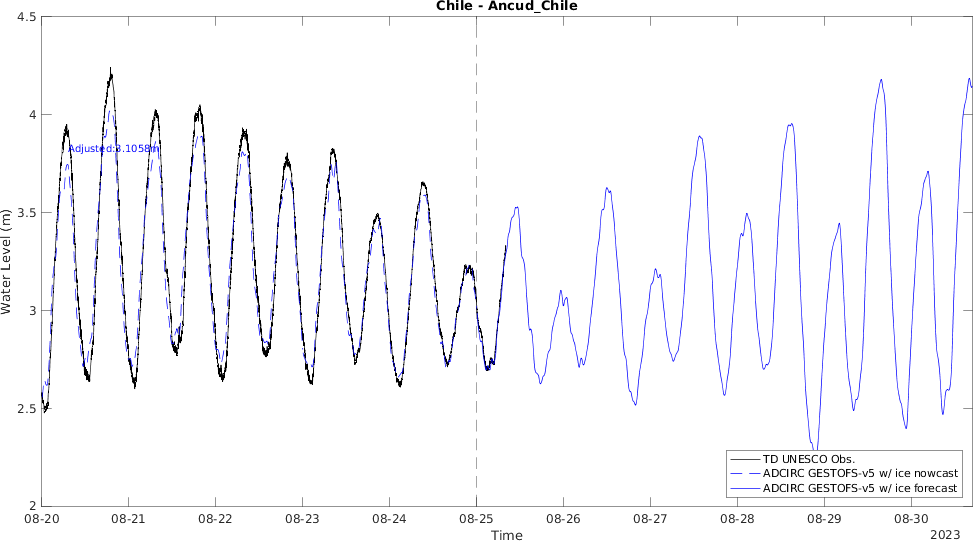 Chile - Ancud_Chile
4.5
4
3.5
3
2.5
2
Water Level (m)
Adjusted:3.1058m
TD UNESCO Obs.
ADCIRC GESTOFS-v5 w/ ice nowcast
ADCIRC GESTOFS-v5 w/ ice forecast
08-20 08-21 08-22 08-23 08-24 08-25 08-26 08-27 08-28 08-29 08-30
Time
2023